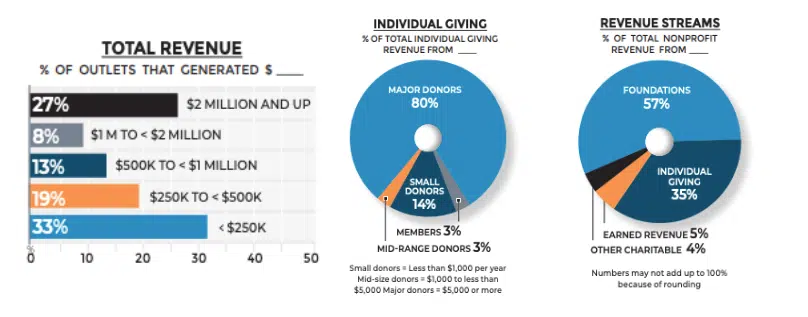 TOTAL REVENUE
% OF OUTLETS THAT GENERATED $ ____
27%
$2 MILLION AND UP
8%
$1 M TO < $2 MILLION
13%
$500K TO < $1 MILLION
19%
$250K TO < $500K
33%
< $250K
0 10 20 30 40 50
INDIVIDUAL GIVING
% OF TOTAL INDIVIDUAL GIVING
REVENUE FROM ____
MAJOR DONORS
80%
SMALL
DONORS
14%
MEMBERS 3%
MID-RANGE DONORS 3%
Small donors = Less than $1,000 per year
Mid-size donors = $1,000 to less than
$5,000 Major donors = $5,000 or more
REVENUE STREAMS
% OF TOTAL NONPROFIT
REVENUE FROM ____
FOUNDATIONS
57%
INDIVIDUAL
GIVING
35%
EARNED REVENUE 5%
OTHER CHARITABLE 4%
Numbers may not add up to 100%
because of rounding